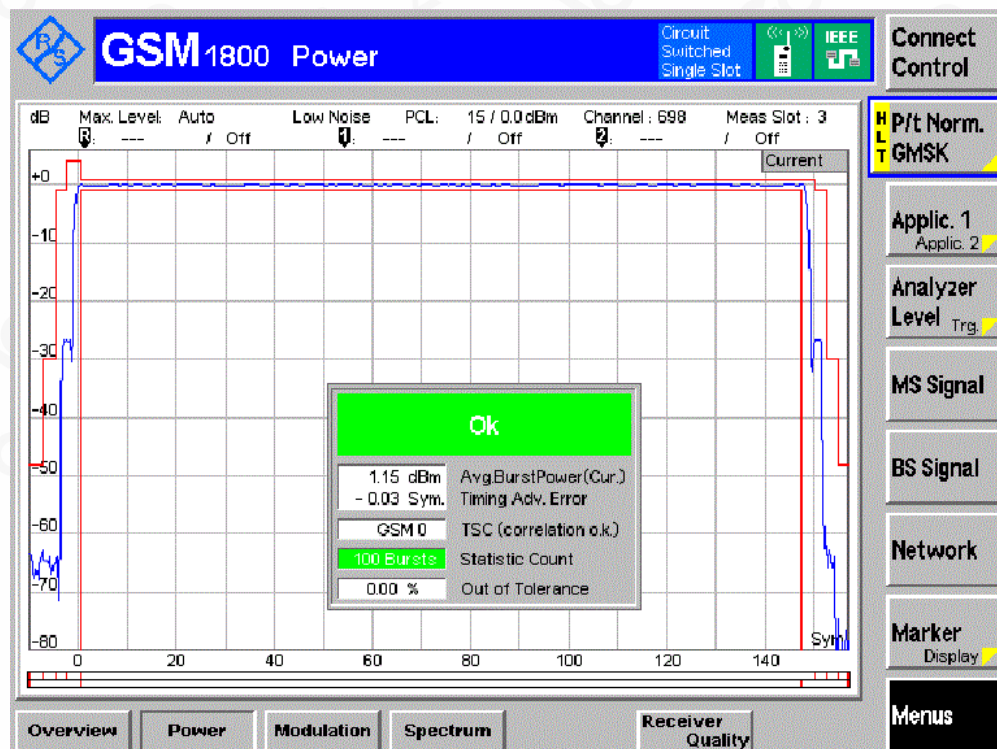 R/S
GSM 1800 Power
Circuit Switched Single Slot
IEEE
Connect Control
dB Max. Level: Auto Low Noise PCL: 15 / 0.0 dBm Channel : 698 Meas Slot : 3
R: --- / Off 1: --- / Off 2: --- / Off
Current
+0
-10
-20
-30
-40
-50
-60
-70
-80
Ok
1.15 dBm Avg.BurstPower(Cur.)
- 0.03 Sym. Timing Adv. Error
GSM 0 TSC (correlation o.k.)
100 Bursts Statistic Count
0.00 % Out of Tolerance
Sym
0 20 40 60 80 100 120 140
HLT
P/t Norm.
GMSK
Applic. 1
Applic. 2
Analyzer
Level Trg.
MS Signal
BS Signal
Network
Marker
Display
Menus
Overview Power Modulation Spectrum Receiver Quality